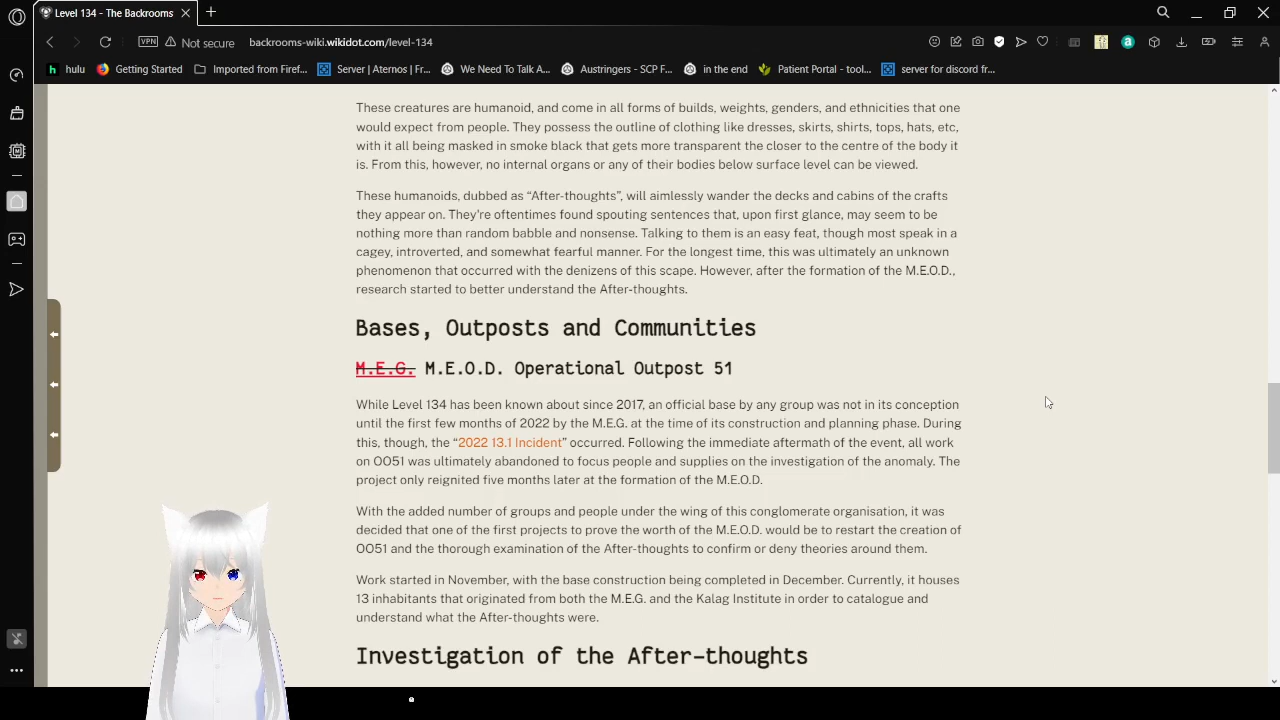 Level 134 - The Backrooms
VPN Not secure backrooms-wiki.wikidot.com/level-134
hulu Getting Started Imported from Firef... Server | Aternos | Fr... We Need To Talk A... Austringers - SCP F... in the end Patient Portal - tool... server for discord fr...
These creatures are humanoid, and come in all forms of builds, weights, genders, and ethnicities that one
would expect from people. They possess the outline of clothing like dresses, skirts, shirts, tops, hats, etc,
with it all being masked in smoke black that gets more transparent the closer to the centre of the body it
is. From this, however, no internal organs or any of their bodies below surface level can be viewed.
These humanoids, dubbed as “After-thoughts”, will aimlessly wander the decks and cabins of the crafts
they appear on. They're oftentimes found spouting sentences that, upon first glance, may seem to be
nothing more than random babble and nonsense. Talking to them is an easy feat, though most speak in a
cagey, introverted, and somewhat fearful manner. For the longest time, this was ultimately an unknown
phenomenon that occurred with the denizens of this scape. However, after the formation of the M.E.O.D.,
research started to better understand the After-thoughts.
Bases, Outposts and Communities
M.E.G. M.E.O.D. Operational Outpost 51
While Level 134 has been known about since 2017, an official base by any group was not in its conception
until the first few months of 2022 by the M.E.G. at the time of its construction and planning phase. During
this, though, the “2022 13.1 Incident” occurred. Following the immediate aftermath of the event, all work
on OO51 was ultimately abandoned to focus people and supplies on the investigation of the anomaly. The
project only reignited five months later at the formation of the M.E.O.D.
With the added number of groups and people under the wing of this conglomerate organisation, it was
decided that one of the first projects to prove the worth of the M.E.O.D. would be to restart the creation of
OO51 and the thorough examination of the After-thoughts to confirm or deny theories around them.
Work started in November, with the base construction being completed in December. Currently, it houses
13 inhabitants that originated from both the M.E.G. and the Kalag Institute in order to catalogue and
understand what the After-thoughts were.
Investigation of the After-thoughts